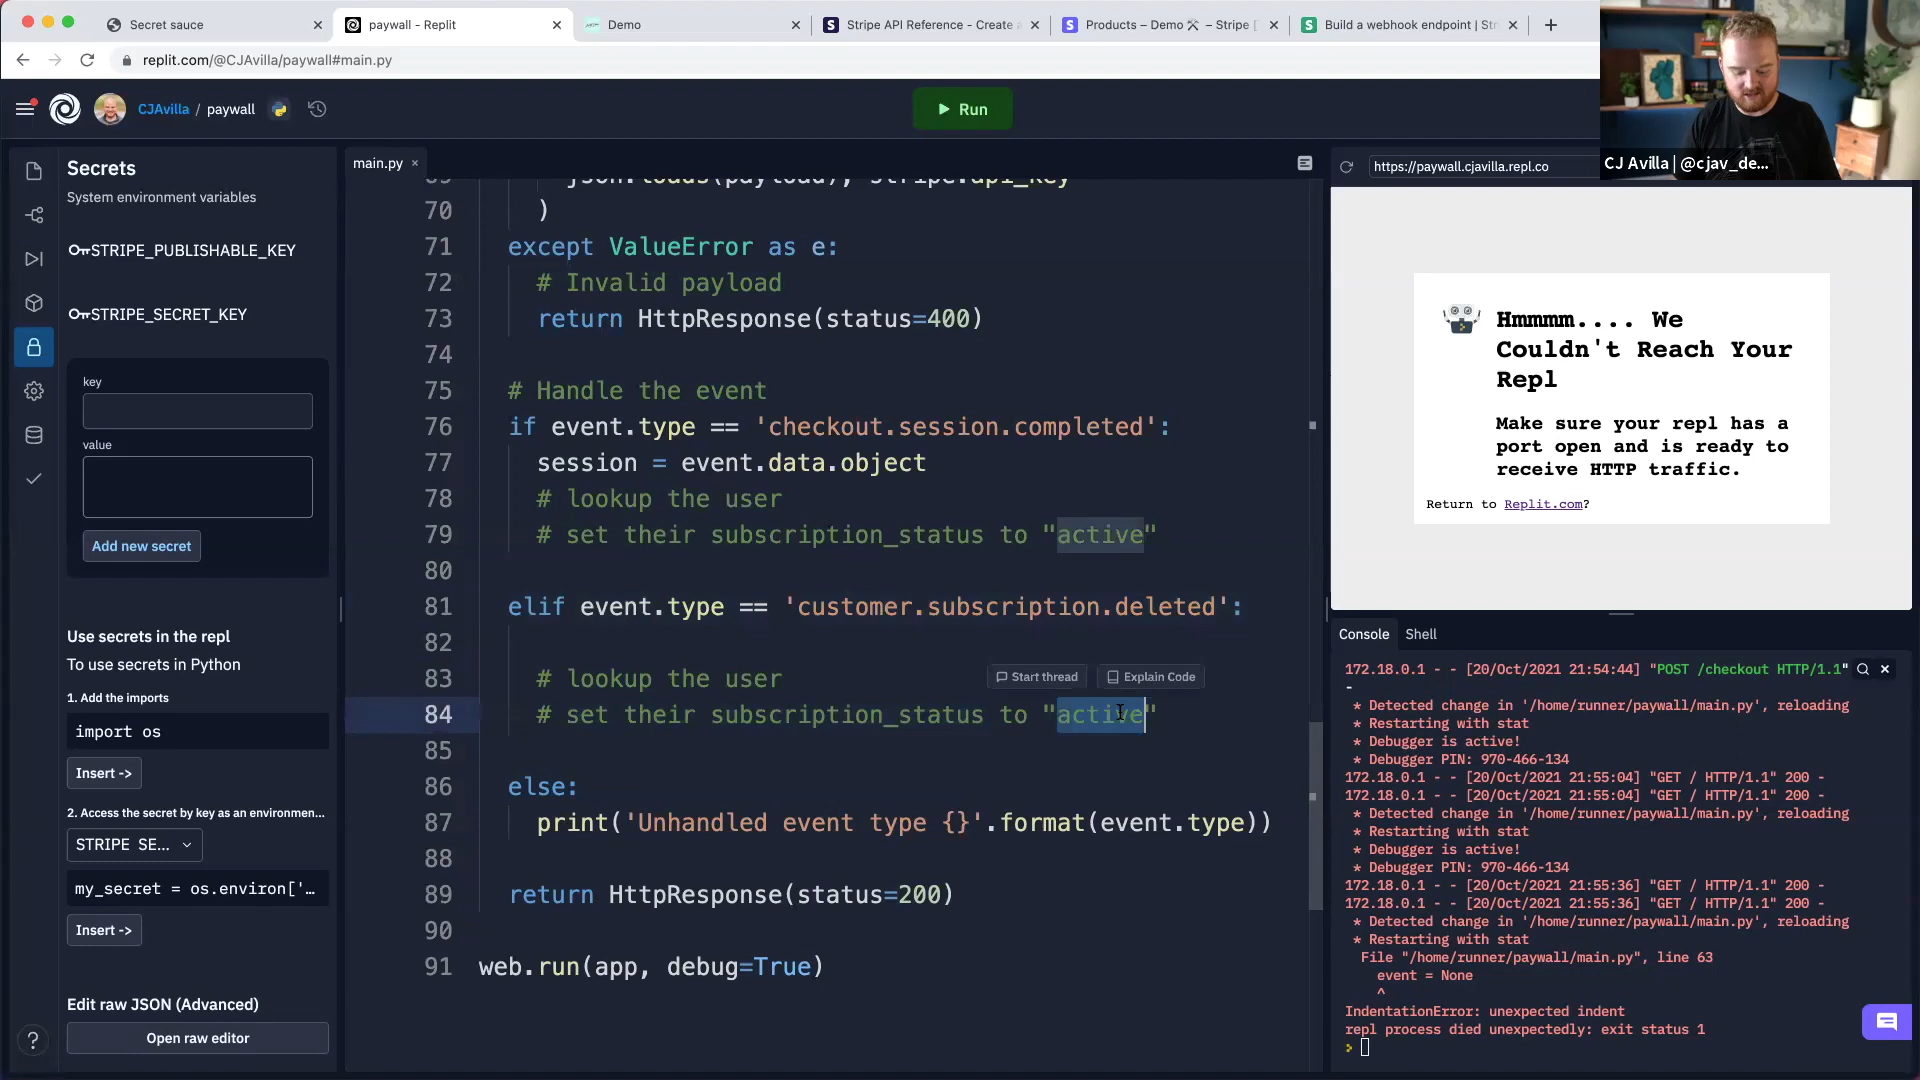 Secret sauce
paywall - Replit
Demo
Stripe API Reference - Create
Products – Demo 🛠 – Stripe [
Build a webhook endpoint | St
replit.com/@CJAvilla/paywall#main.py
CJAvilla / paywall
Run
Secrets
System environment variables
STRIPE_PUBLISHABLE_KEY
STRIPE_SECRET_KEY
key
value
Add new secret
Use secrets in the repl
To use secrets in Python
1. Add the imports
import os
Insert ->
2. Access the secret by key as an environmen...
STRIPE SE...
my_secret = os.environ['…
Insert ->
Edit raw JSON (Advanced)
Open raw editor
main.py
json.loads(payload), stripe.api_key
70 )
71 except ValueError as e:
72 # Invalid payload
73 return HttpResponse(status=400)
74
75 # Handle the event
76 if event.type == 'checkout.session.completed':
77 session = event.data.object
78 # lookup the user
79 # set their subscription_status to "active"
80
81 elif event.type == 'customer.subscription.deleted':
82
83 # lookup the user
Start thread
Explain Code
84 # set their subscription_status to "active"
85
86 else:
87 print('Unhandled event type {}'.format(event.type))
88
89 return HttpResponse(status=200)
90
91 web.run(app, debug=True)
https://paywall.cjavilla.repl.co
CJ Avilla | @cjav_de...
Hmmmm.... We
Couldn't Reach Your
Repl
Make sure your repl has a
port open and is ready to
receive HTTP traffic.
Return to Replit.com?
Console
Shell
172.18.0.1 - - [20/Oct/2021 21:54:44] "POST /checkout HTTP/1.1"
-
* Detected change in '/home/runner/paywall/main.py', reloading
* Restarting with stat
* Debugger is active!
* Debugger PIN: 970-466-134
172.18.0.1 - - [20/Oct/2021 21:55:04] "GET / HTTP/1.1" 200 -
172.18.0.1 - - [20/Oct/2021 21:55:04] "GET / HTTP/1.1" 200 -
* Detected change in '/home/runner/paywall/main.py', reloading
* Restarting with stat
* Debugger is active!
* Debugger PIN: 970-466-134
172.18.0.1 - - [20/Oct/2021 21:55:36] "GET / HTTP/1.1" 200 -
172.18.0.1 - - [20/Oct/2021 21:55:36] "GET / HTTP/1.1" 200 -
* Detected change in '/home/runner/paywall/main.py', reloading
* Restarting with stat
File "/home/runner/paywall/main.py", line 63
event = None
^
IndentationError: unexpected indent
repl process died unexpectedly: exit status 1